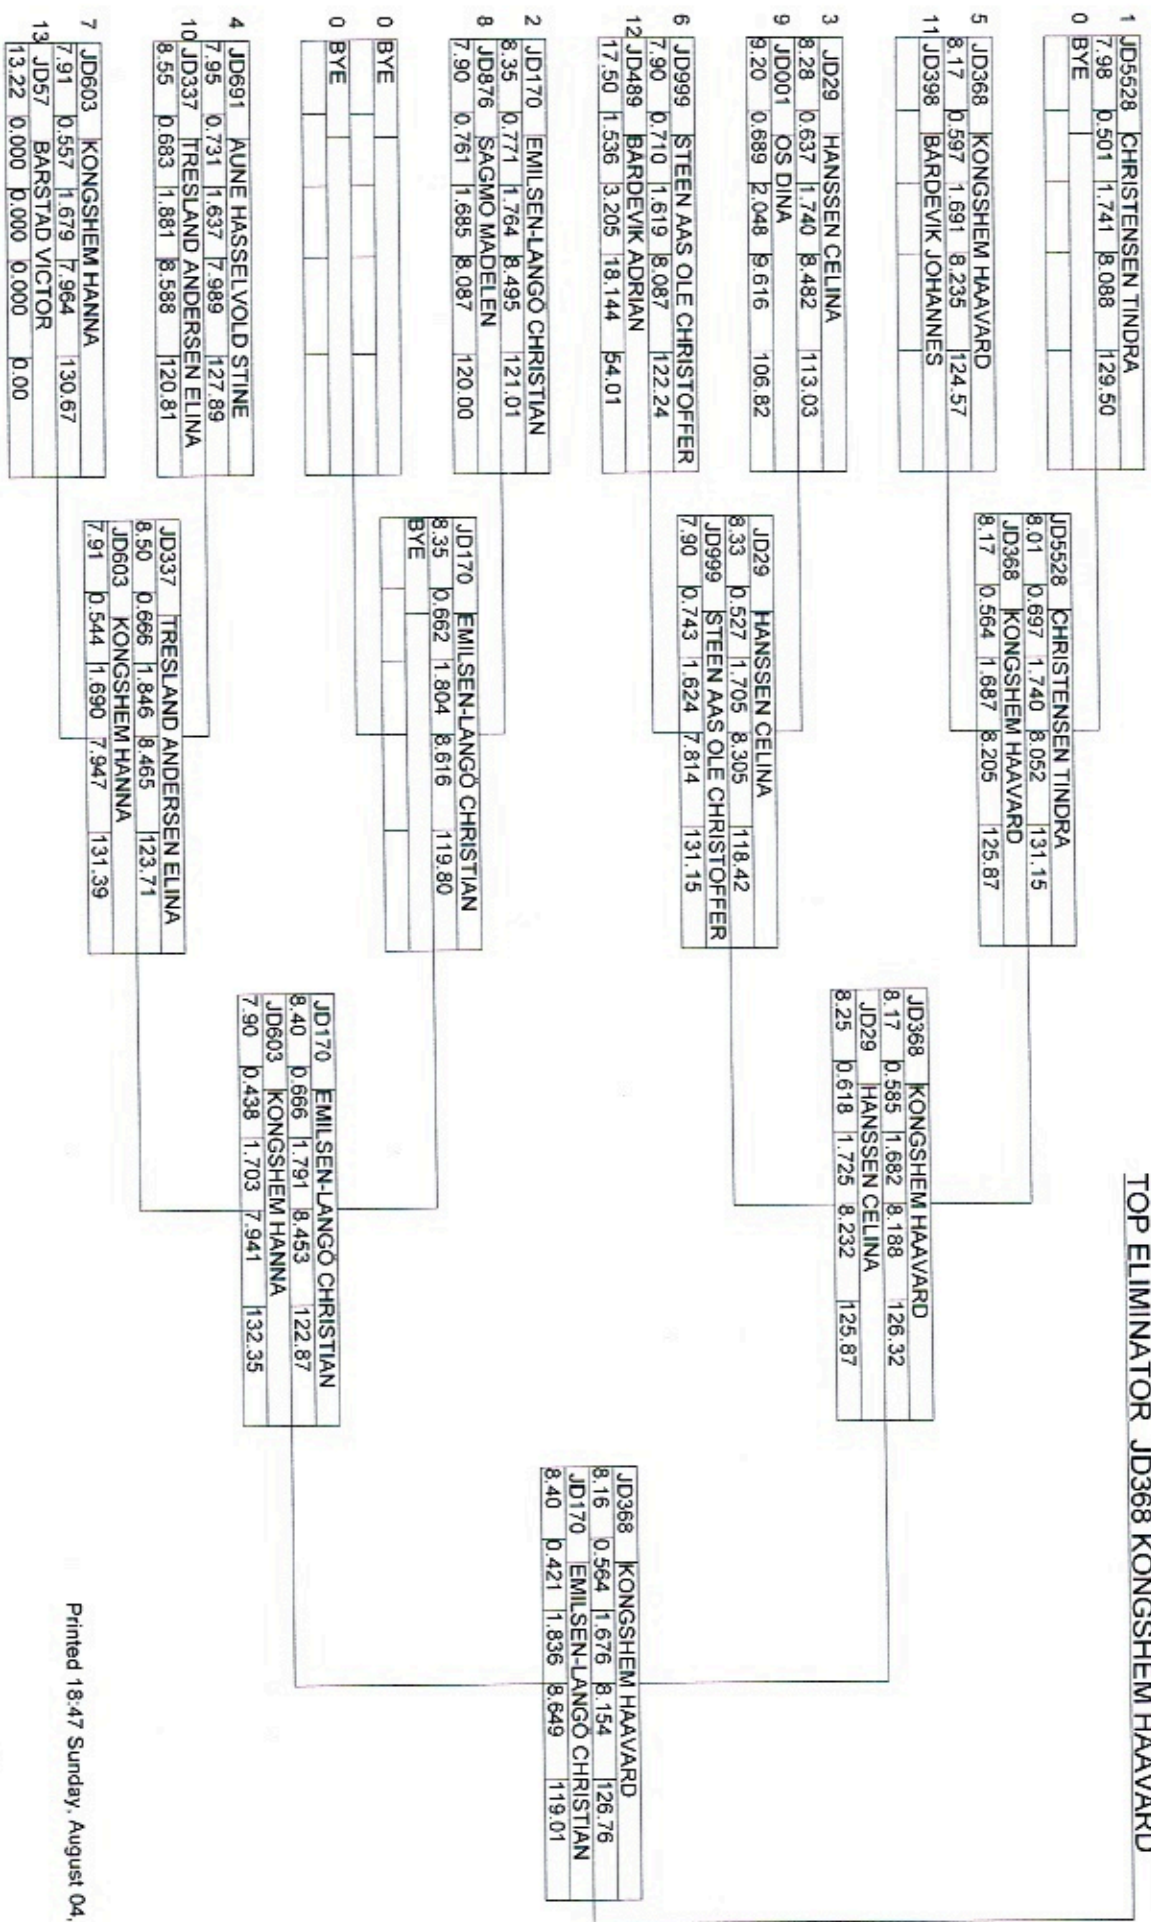 TOP ELIMINATOR JD368 KONGSHEM HAAVARD
1 JD5528 CHRISTENSEN TINDRA
7.98 0.501 1.741 8.088 129.50
0 BYE
5 JD368 KONGSHEM HAAVARD
8.17 0.597 1.691 8.235 124.57
11 JD398 BÅRDEVIK JOHANNES
3 JD29 HANSSEN CELINA
8.28 0.637 1.740 8.482 113.03
9 JD001 OS DINA
9.20 0.689 2.048 9.616 106.82
6 JD999 STEEN AAS OLE CHRISTOFFER
7.90 0.710 1.619 8.087 122.24
12 JD489 BÅRDEVIK ADRIAN
17.50 1.536 3.205 18.144 54.01
2 JD170 EMILSEN-LANGÖ CHRISTIAN
8.35 0.771 1.764 8.495 121.01
8 JD876 SAGMO MADELEN
7.90 0.761 1.685 8.087 120.00
0 BYE
0 BYE
4 JD691 AUNE HASSELVOLD STINE
7.95 0.731 1.637 7.989 127.89
10 JD337 TRESLAND ANDERSEN ELINA
8.55 0.683 1.881 8.588 120.81
7 JD603 KONGSHEM HANNA
7.91 0.557 1.679 7.964 130.67
13 JD57 BARSTAD VICTOR
13.22 0.000 0.000 0.000 0.00
JD5528 CHRISTENSEN TINDRA
8.01 0.697 1.740 8.052 131.15
JD368 KONGSHEM HAAVARD
8.17 0.564 1.687 8.205 125.87
JD29 HANSSEN CELINA
8.33 0.527 1.705 8.305 118.42
JD999 STEEN AAS OLE CHRISTOFFER
7.90 0.743 1.624 7.814 131.15
JD170 EMILSEN-LANGÖ CHRISTIAN
8.35 0.662 1.804 8.616 119.80
BYE
JD337 TRESLAND ANDERSEN ELINA
8.50 0.666 1.846 8.465 123.71
JD603 KONGSHEM HANNA
7.91 0.544 1.690 7.947 131.39
JD368 KONGSHEM HAAVARD
8.17 0.585 1.682 8.188 126.32
JD29 HANSSEN CELINA
8.25 0.618 1.725 8.232 125.87
JD170 EMILSEN-LANGÖ CHRISTIAN
8.40 0.666 1.791 8.453 122.87
JD603 KONGSHEM HANNA
7.90 0.438 1.703 7.941 132.35
JD368 KONGSHEM HAAVARD
8.16 0.564 1.676 8.154 126.76
JD170 EMILSEN-LANGÖ CHRISTIAN
8.40 0.421 1.836 8.649 119.01
Printed 18:47 Sunday, August 04,